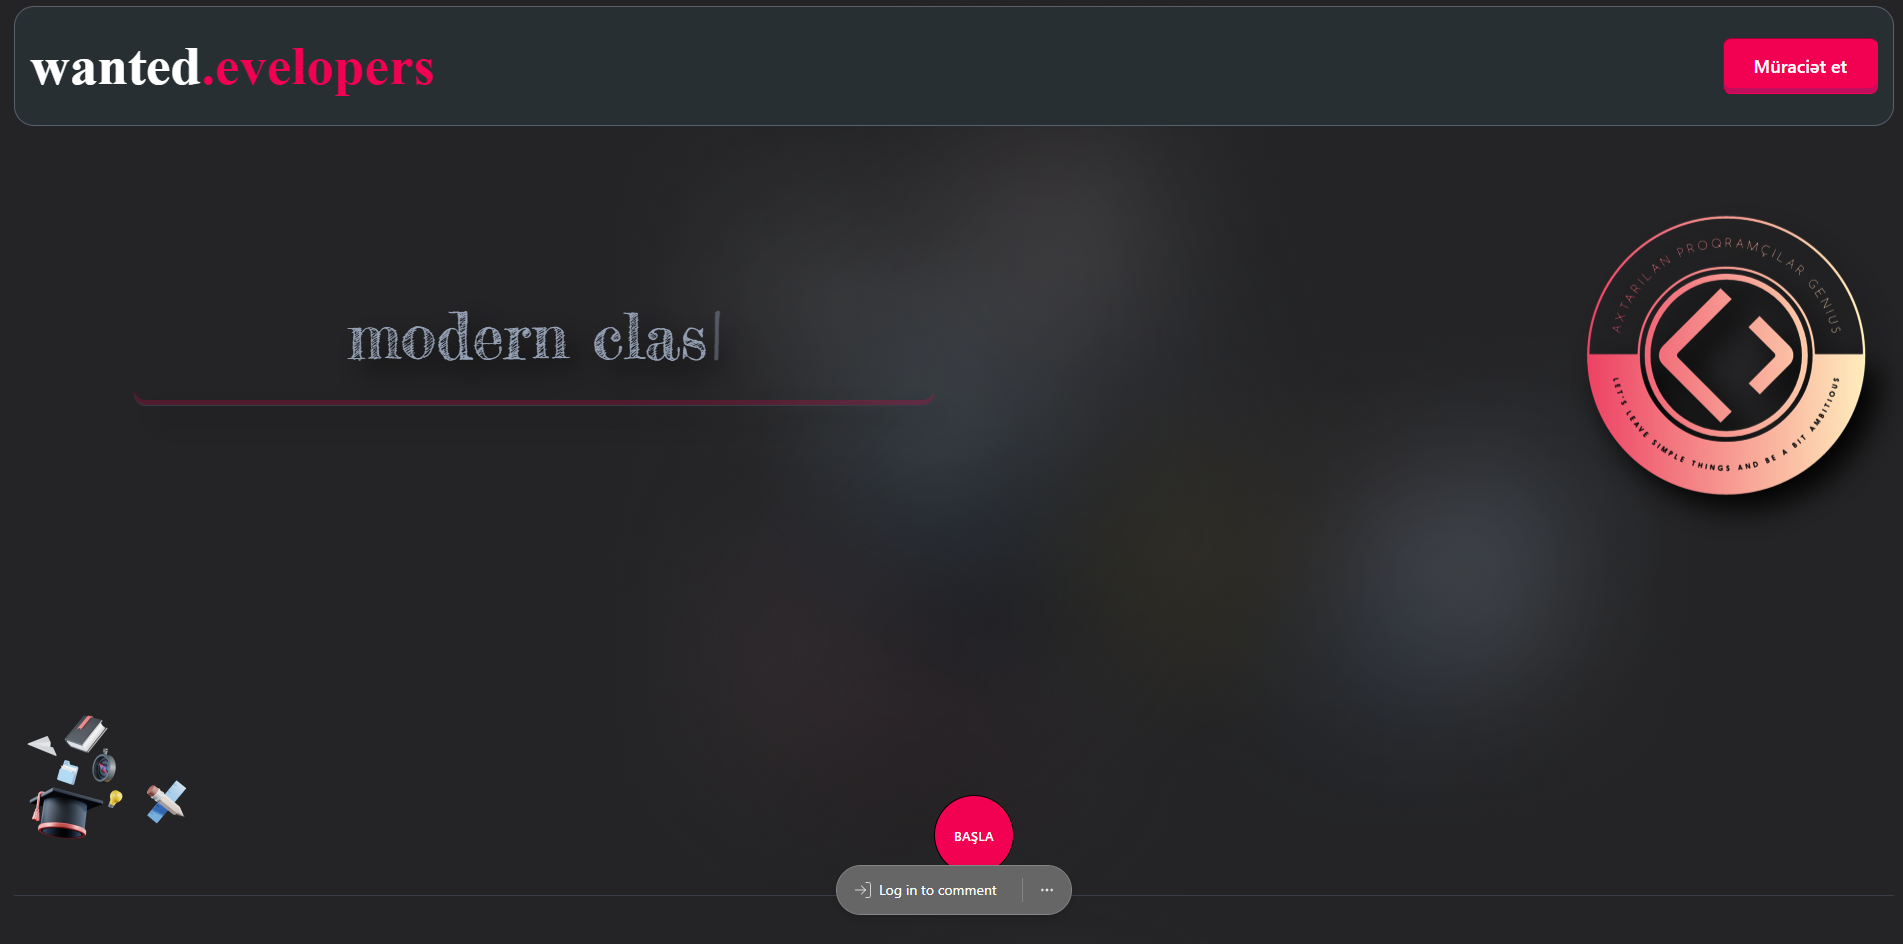 wanted.evelopers
Müraciət et
modern clas
AXTARILAN PROQRAMÇILAR GENIUS
LET'S LEAVE SIMPLE THINGS AND BE A BIT AMBITIOUS
BAŞLA
Log in to comment